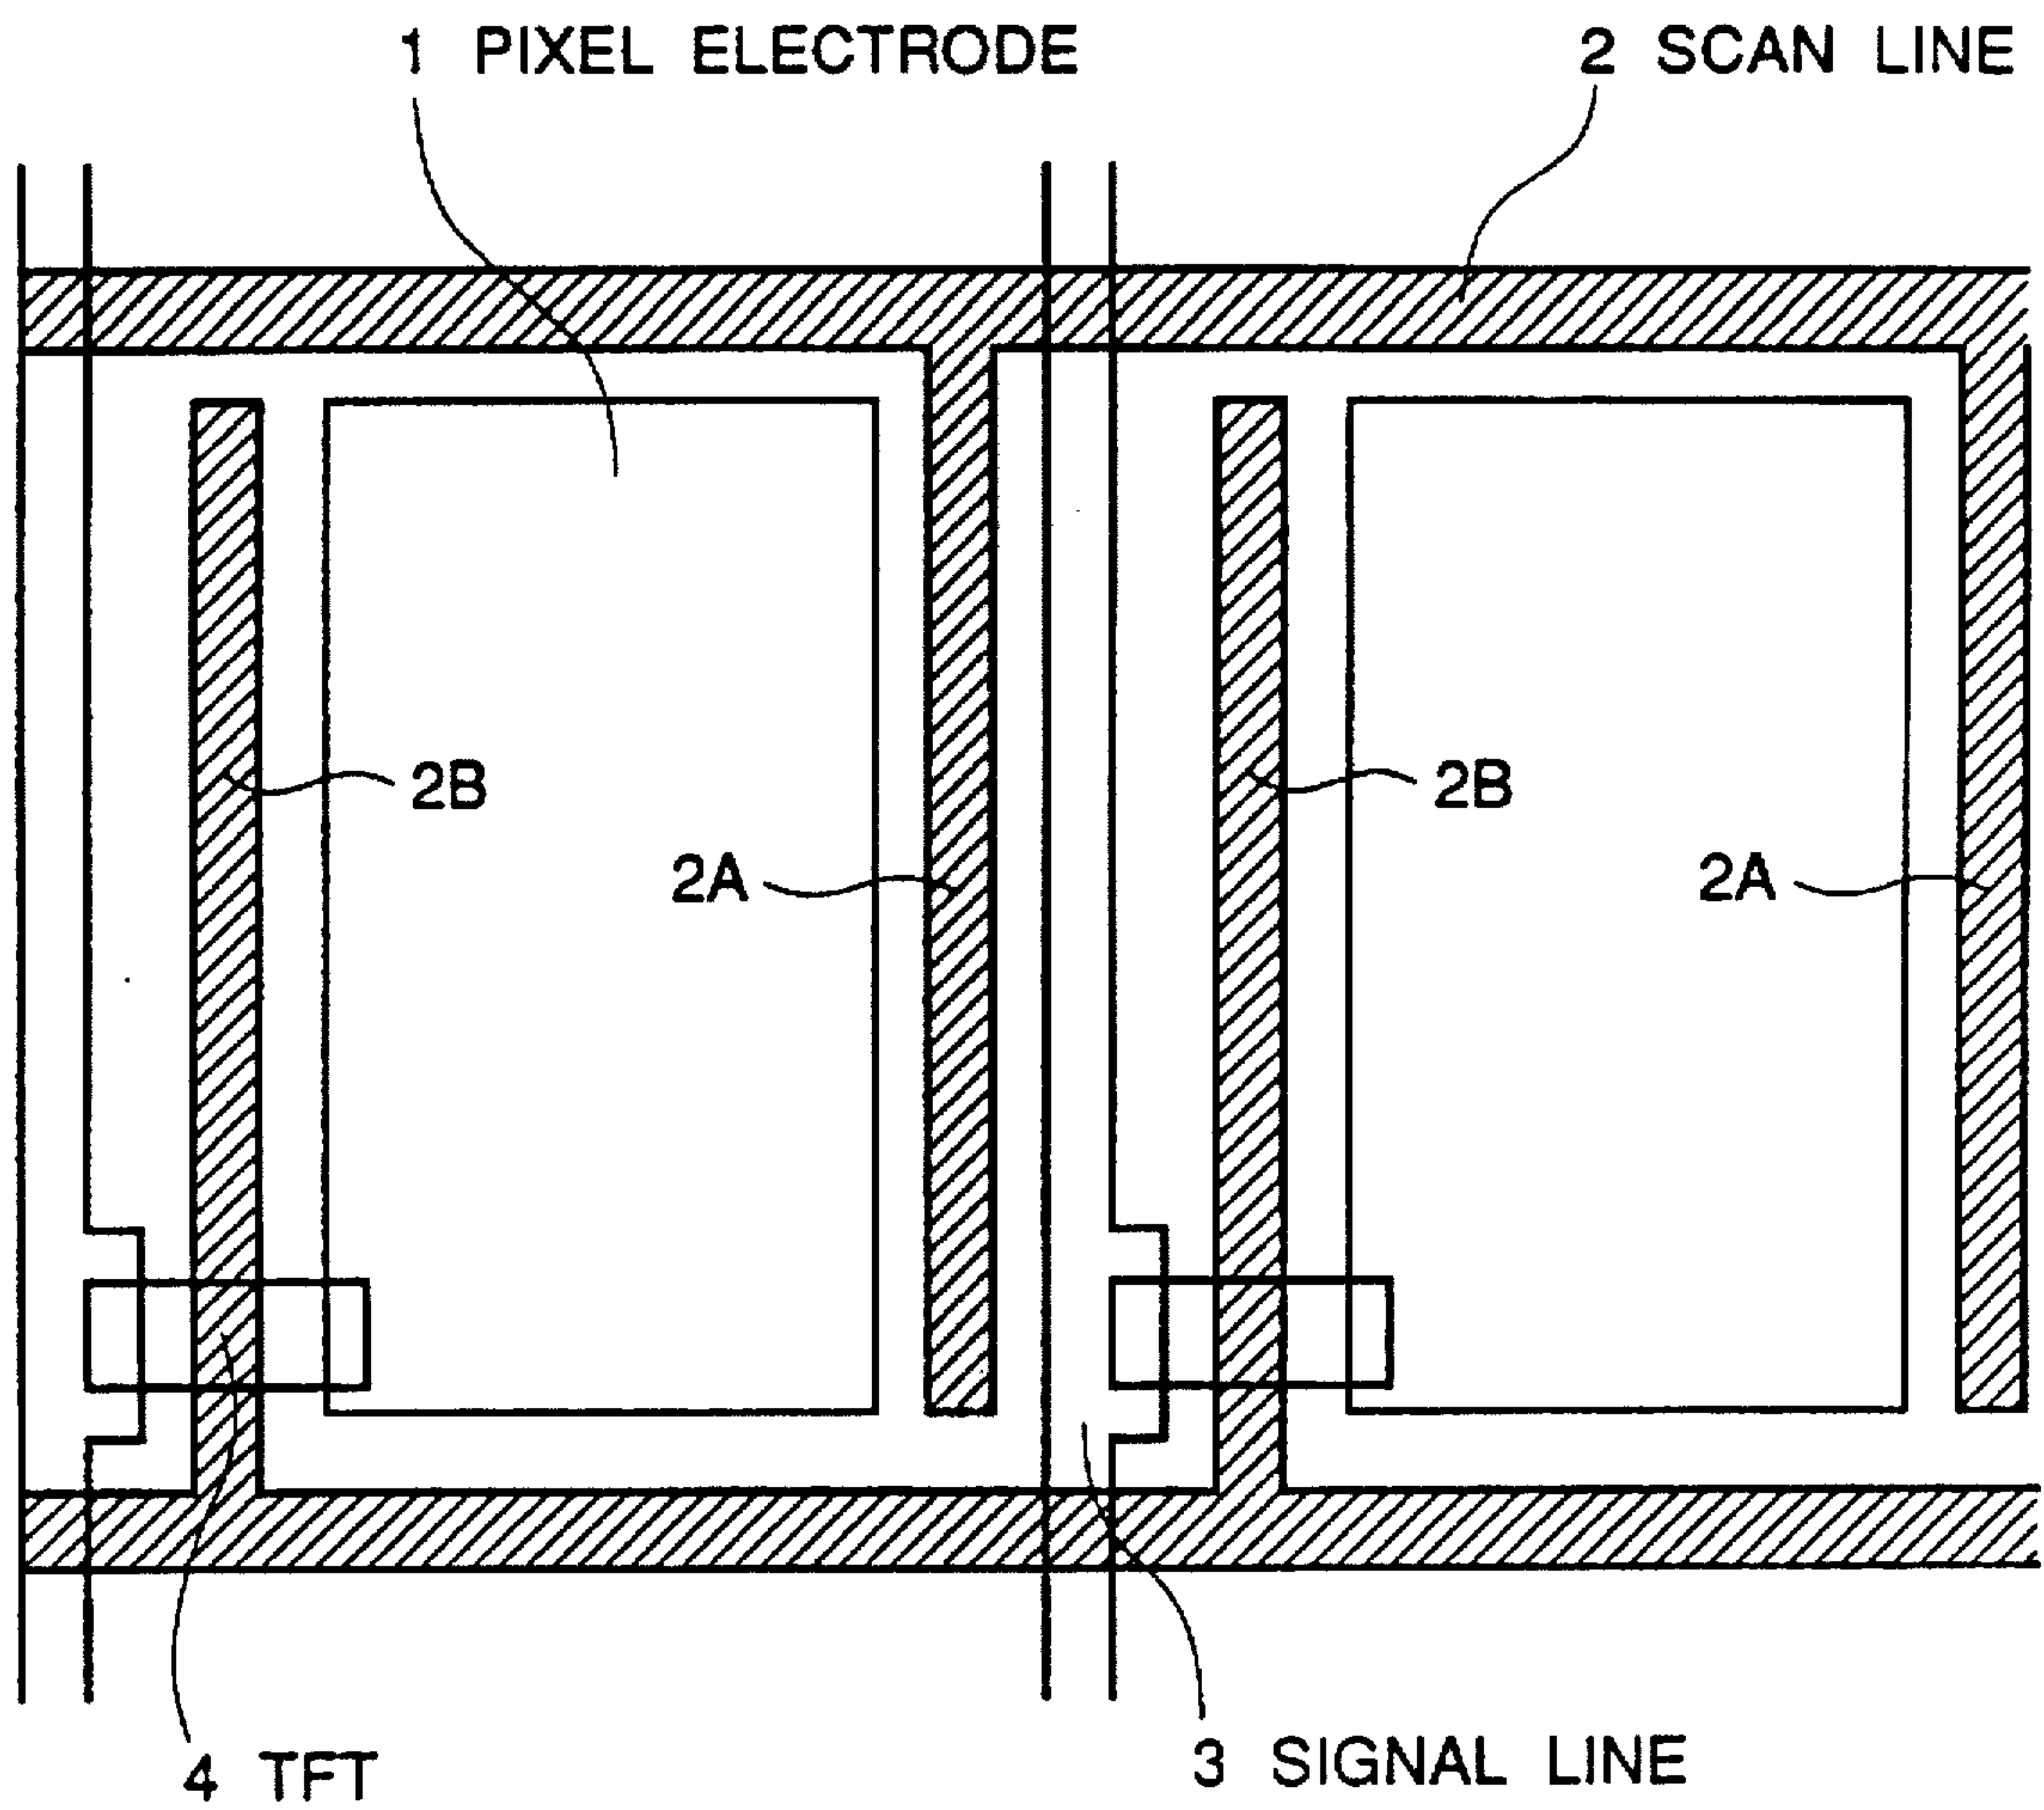 1 PIXEL ELECTRODE
2 SCAN LINE
2B
2B
2A
2A
3 SIGNAL LINE
4 TFT